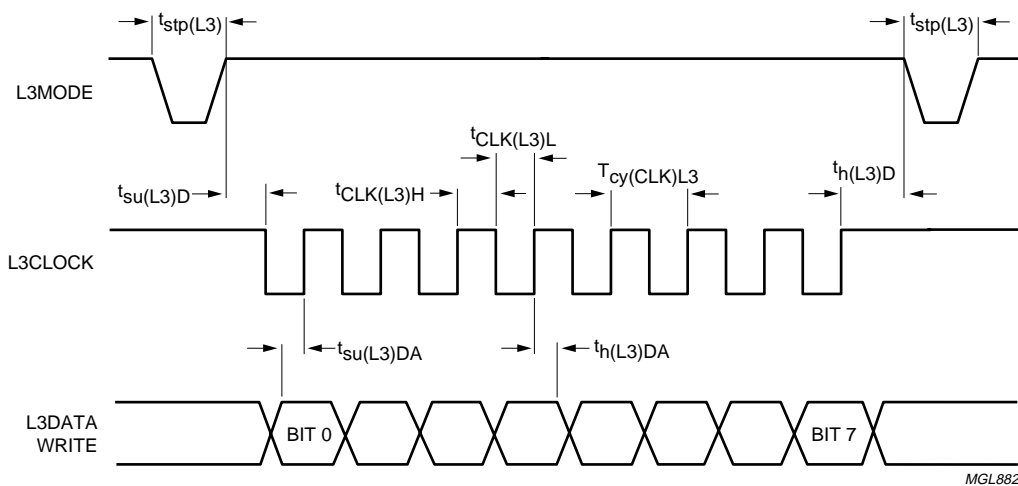 tstp(L3) tstp(L3)
L3MODE
tCLK(L3)L
tsu(L3)D tCLK(L3)H Tcy(CLK)L3 th(L3)D
L3CLOCK
tsu(L3)DA th(L3)DA
L3DATA
WRITE
BIT 0 BIT 7
MGL882